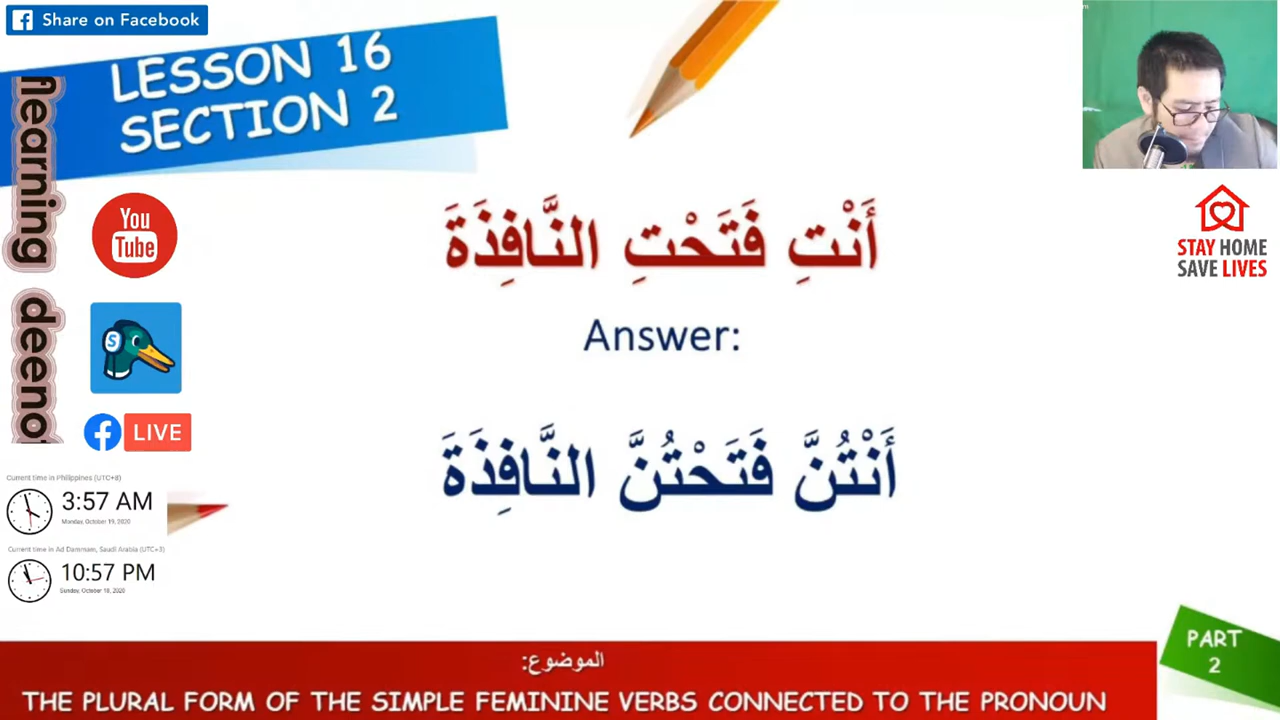 Share on Facebook
LESSON 16
SECTION 2
learning
deeno
You
Tube
S
LIVE
Current time in Philippines (UTC+8)
3:57 AM
Monday, October 19, 2020
Current time in Ad Dammam, Saudi Arabia (UTC+3)
10:57 PM
Sunday, October 18, 2020
أَنْتِ فَتَحْتِ النَّافِذَةَ
Answer:
أَنْتُنَّ فَتَحْتُنَّ النَّافِذَةَ
STAY HOME
SAVE LIVES
PART
2
الموضوع:
THE PLURAL FORM OF THE SIMPLE FEMININE VERBS CONNECTED TO THE PRONOUN